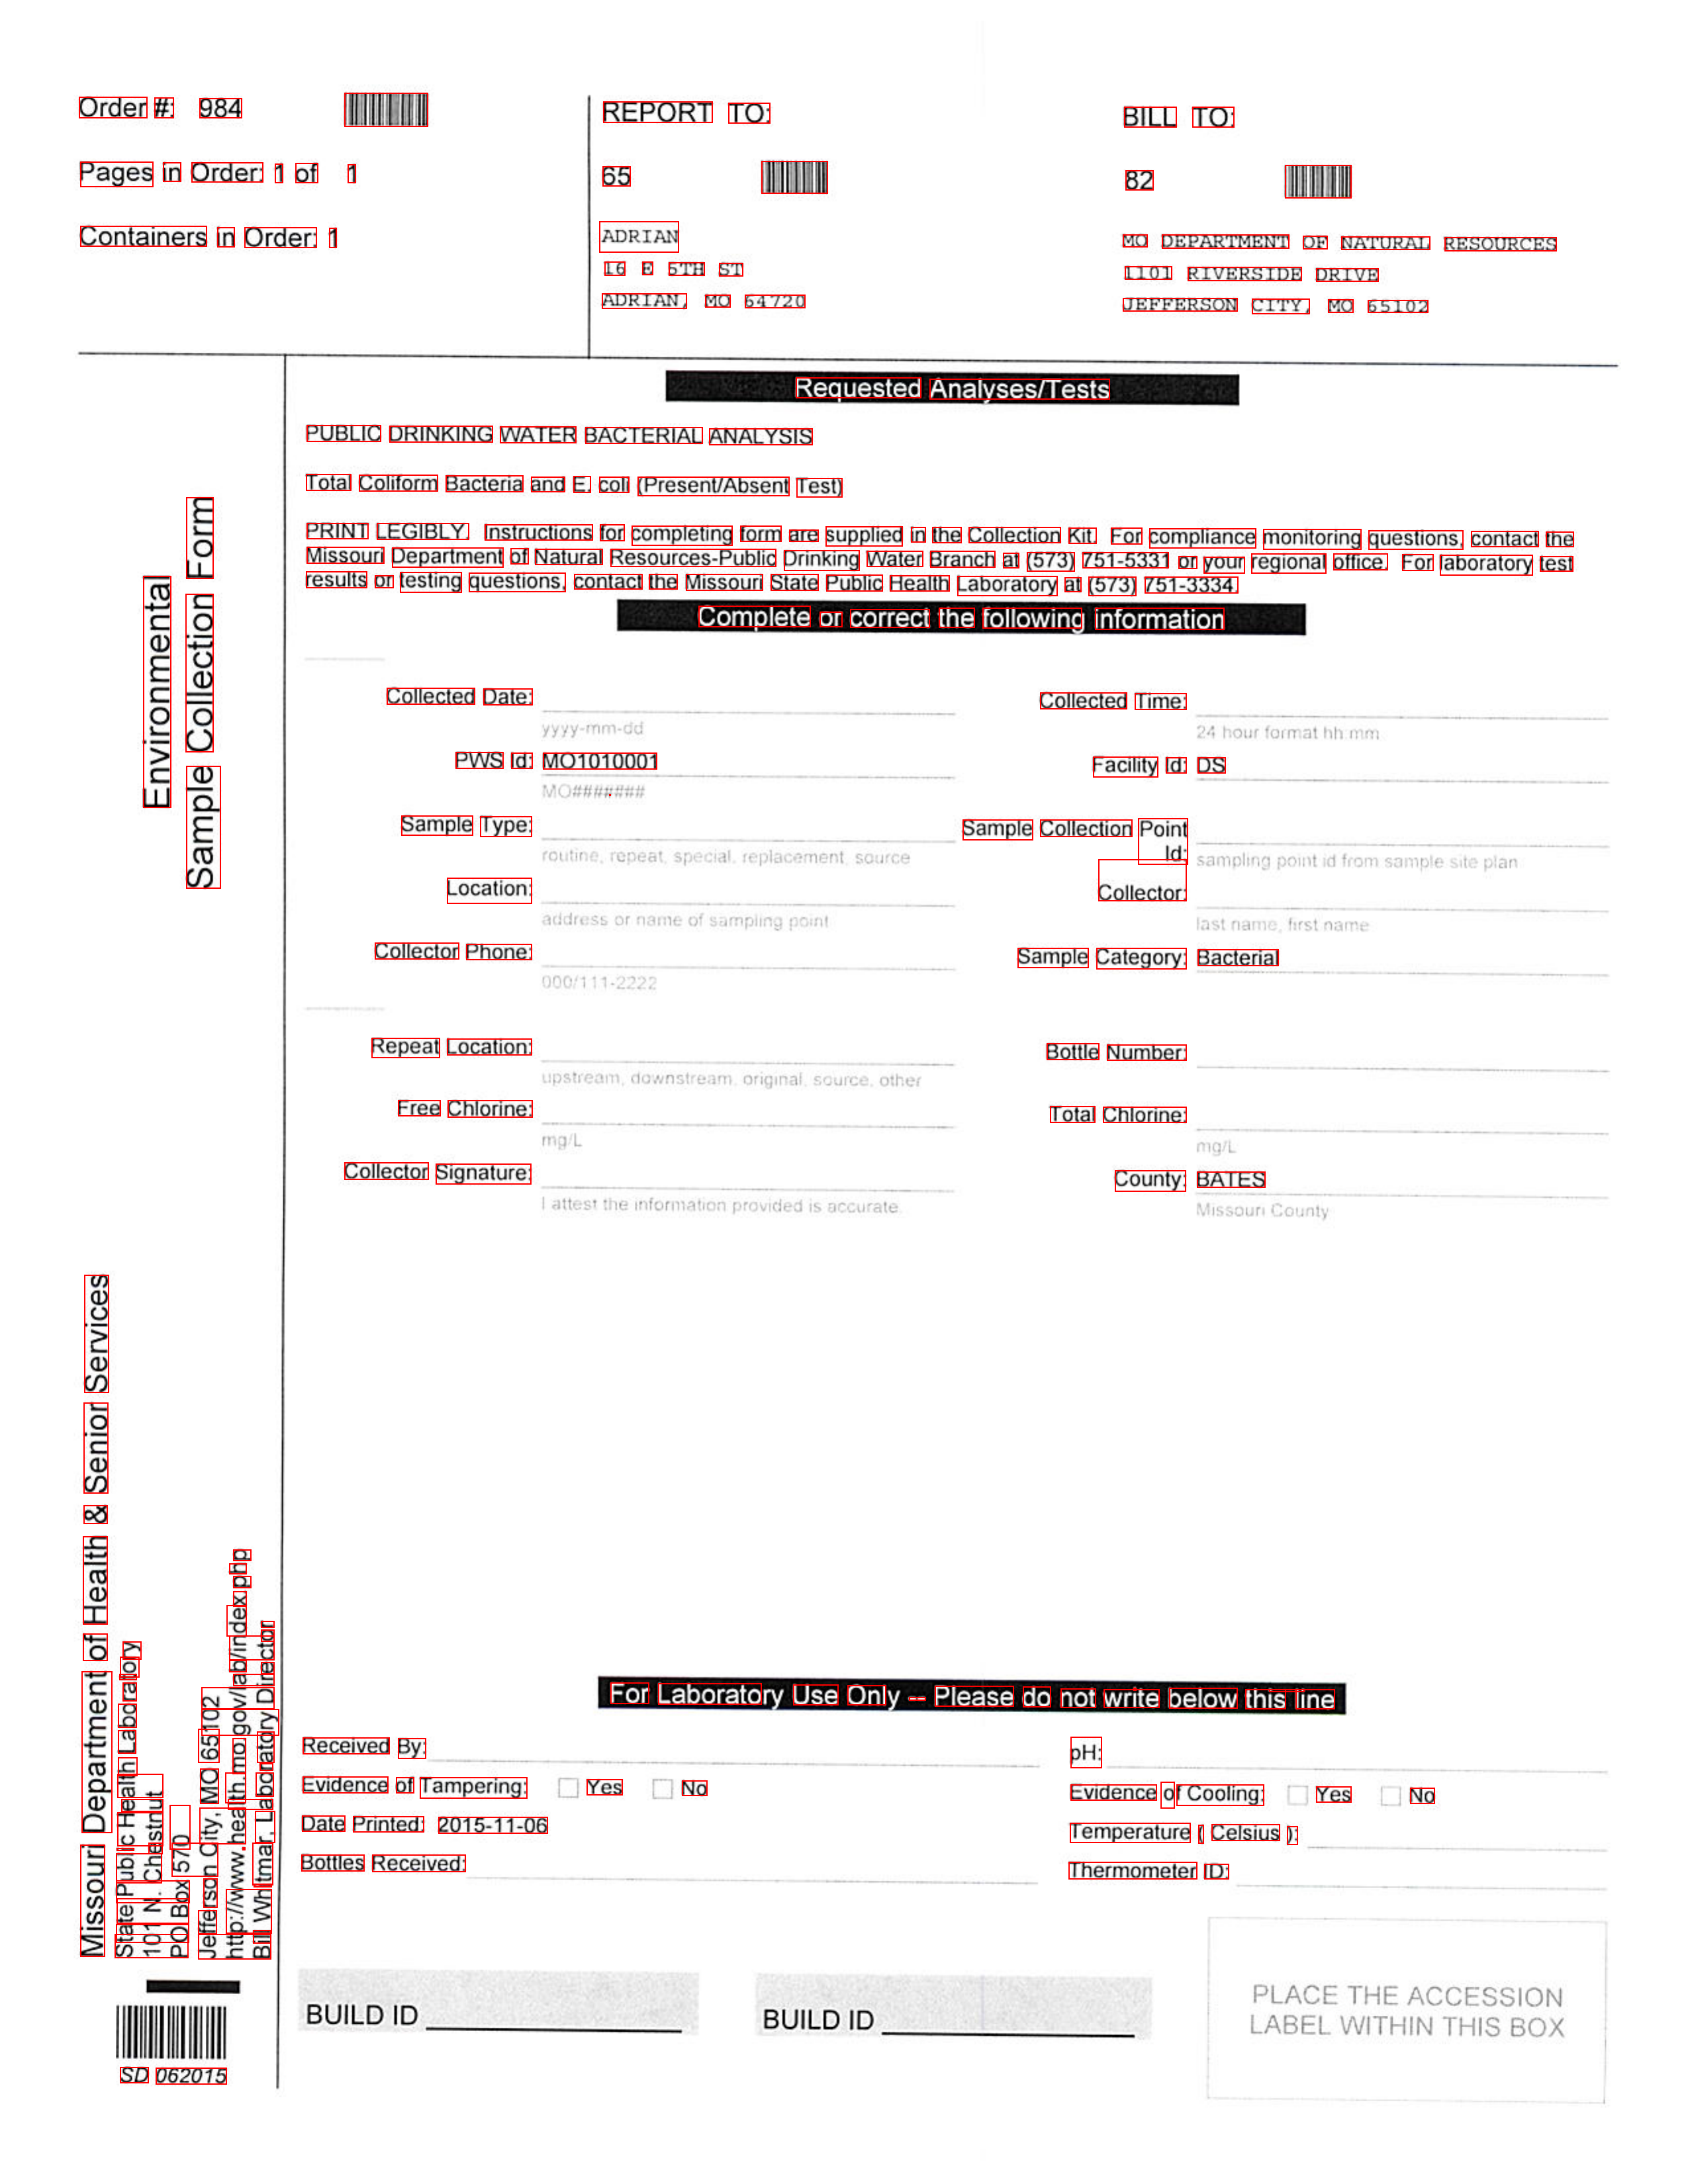 Order #: 984
Pages in Order: 1 of 1
Containers in Order: 1
REPORT TO:
65
ADRIAN
16 E 5TH ST
ADRIAN, MO 64720
BILL TO:
82
MO DEPARTMENT OF NATURAL RESOURCES
1101 RIVERSIDE DRIVE
JEFFERSON CITY, MO 65102
Requested Analyses/Tests
PUBLIC DRINKING WATER BACTERIAL ANALYSIS
Total Coliform Bacteria and E. coli (Present/Absent Test)
PRINT LEGIBLY. Instructions for completing form are supplied in the Collection Kit. For compliance monitoring questions, contact the
Missouri Department of Natural Resources-Public Drinking Water Branch at (573) 751-5331 or your regional office. For laboratory test
results or testing questions, contact the Missouri State Public Health Laboratory at (573) 751-3334.
Complete or correct the following information
Collected Date:
yyyy-mm-dd
Collected Time:
24 hour format hh:mm
PWS Id: MO1010001
MO#######
Facility Id: DS
Sample Type:
routine, repeat, special, replacement, source
Sample Collection Point
Id:
sampling point id from sample site plan
Location:
address or name of sampling point
Collector:
last name, first name
Collector Phone:
000/111-2222
Sample Category: Bacterial
Repeat Location:
upstream, downstream, original, source, other
Bottle Number:
Free Chlorine:
mg/L
Total Chlorine:
mg/L
Collector Signature:
I attest the information provided is accurate.
County: BATES
Missouri County
Environmental
Sample Collection Form
Missouri Department of Health & Senior Services
State Public Health Laboratory
101 N. Chestnut
PO Box 570
Jefferson City, MO 65102
http://www.health.mo.gov/lab/index.php
Bill Whitmar, Laboratory Director
For Laboratory Use Only -- Please do not write below this line
Received By:
pH:
Evidence of Tampering: Yes No
Evidence of Cooling: Yes No
Date Printed: 2015-11-06
Temperature ( Celsius ):
Bottles Received:
Thermometer ID:
BUILD ID
BUILD ID
PLACE THE ACCESSION
LABEL WITHIN THIS BOX
SD 062015